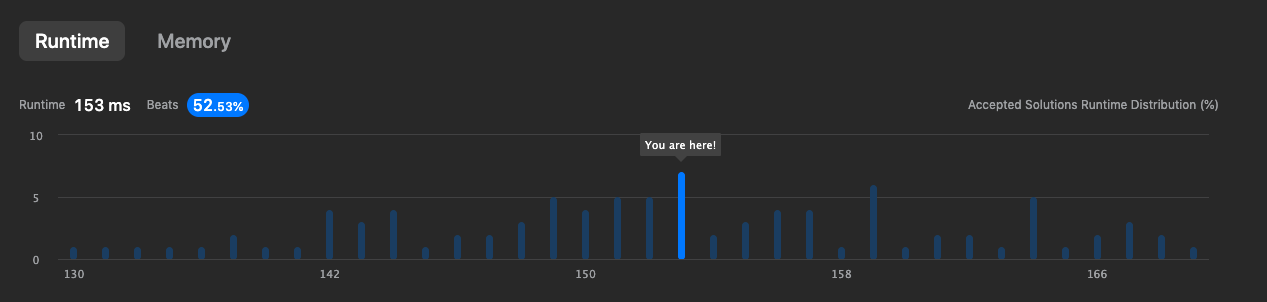 Runtime Memory
Runtime 153 ms Beats 52.53% Accepted Solutions Runtime Distribution (%)
10
You are here!
5
0
130 142 150 158 166